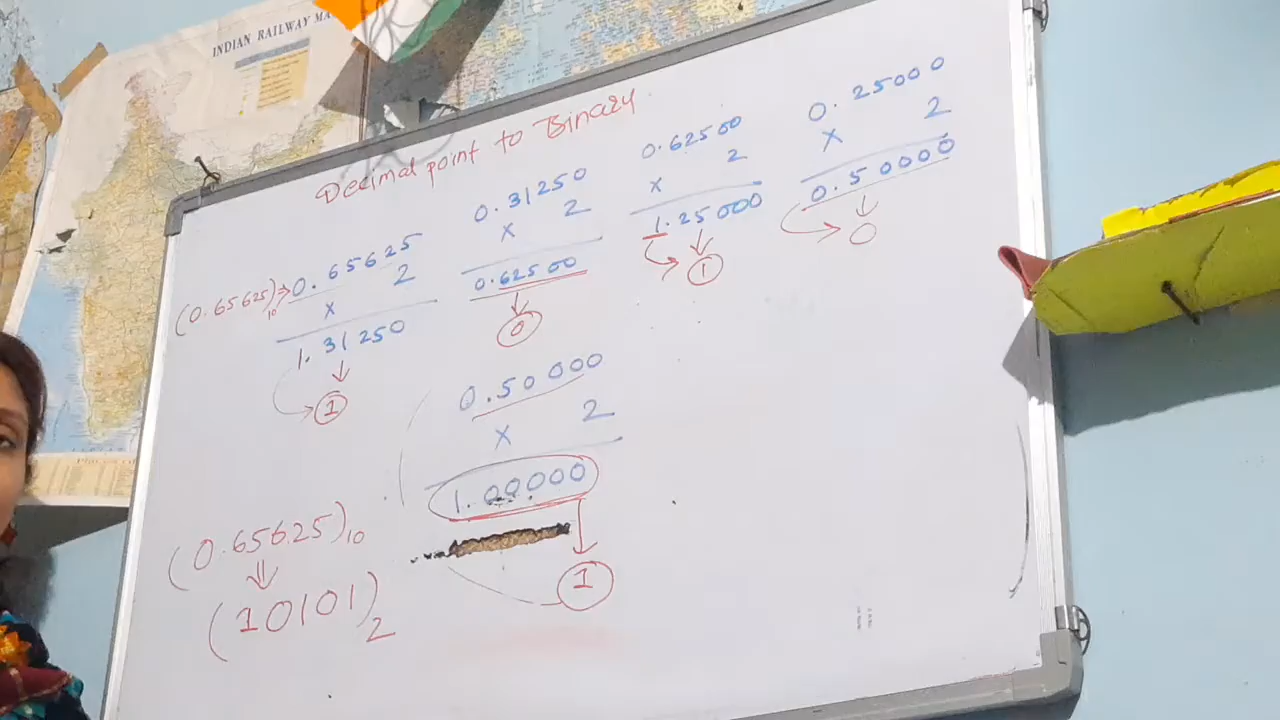 INDIAN RAILWAY MA
Decimal point to Binary
(0.65625)10 => 0.65625
x 2
1.31250
1
0.31250
x 2
0.62500
0
0.62500
x 2
1.25000
1
0.25000
x 2
0.50000
0
0.50000
x 2
1.00000
1
(0.65625)10
(10101)2